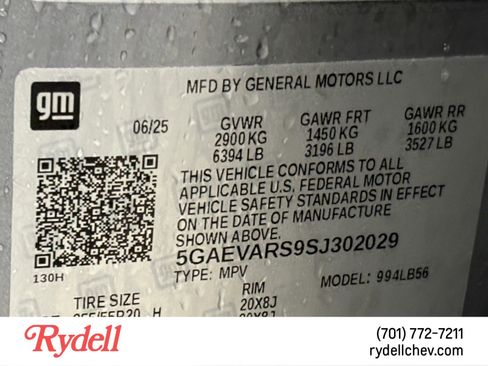 MFD BY GENERAL MOTORS LLC
gm
06/25
GVWR
2900 KG
6394 LB
GAWR FRT
1450 KG
3196 LB
GAWR RR
1600 KG
3527 LB
THIS VEHICLE CONFORMS TO ALL
APPLICABLE U.S. FEDERAL MOTOR
VEHICLE SAFETY STANDARDS IN EFFECT
ON THE DATE OF MANUFACTURE
SHOWN ABOVE.
5GAEVARS9SJ302029
TYPE: MPV
MODEL: 994LB56
130H
TIRE SIZE
RIM
255/55R20 H
20X8J
20X8J
Rydell
(701) 772-7211
rydellchev.com